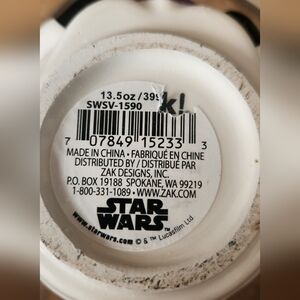 13.5oz / 39
k!
SWSV-1590
7 07849 15233 3
MADE IN CHINA • FABRIQUÉ EN CHINE
DISTRIBUTED BY / DISTRIBUÉ PAR
ZAK DESIGNS, INC.
P.O. BOX 19188 SPOKANE, WA 99219
1-800-331-1089 • WWW.ZAK.COM
STAR
WARS
www.starwars.com © & ™ Lucasfilm Ltd